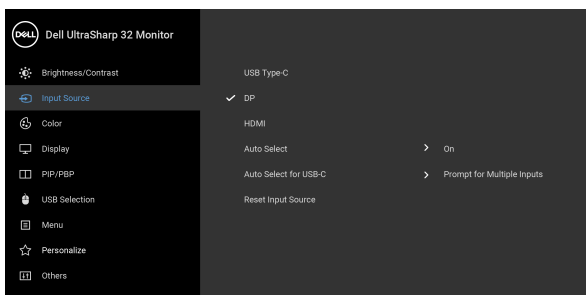 DELL Dell UltraSharp 32 Monitor
Brightness/Contrast USB Type-C
Input Source DP
Color HDMI
Display Auto Select On
PIP/PBP Auto Select for USB-C Prompt for Multiple Inputs
USB Selection Reset Input Source
Menu
Personalize
Others